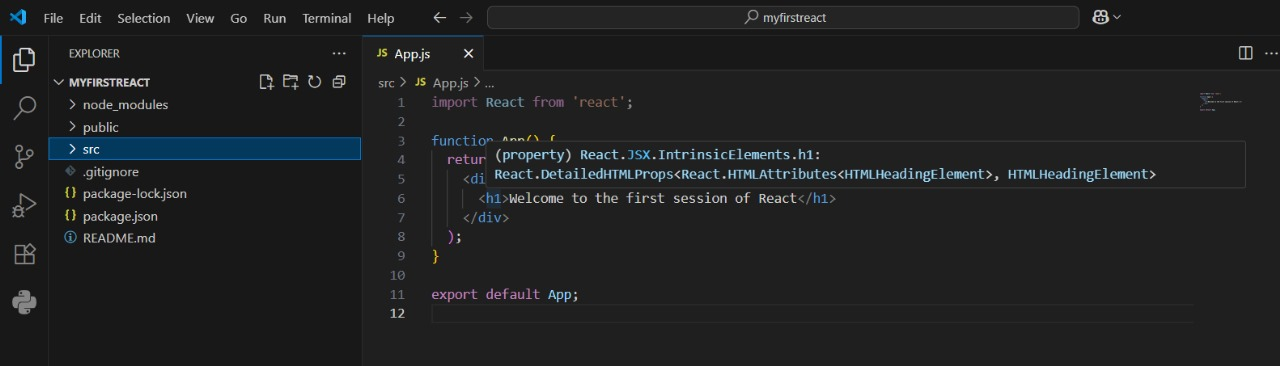 File Edit Selection View Go Run Terminal Help
myfirstreact
EXPLORER
MYFIRSTREACT
node_modules
public
src
.gitignore
{} package-lock.json
{} package.json
README.md
JS App.js
src > JS App.js > ...
1 import React from 'react';
2
3 function App() {
4 retur
(property) React.JSX.IntrinsicElements.h1:
React.DetailedHTMLProps<React.HTMLAttributes<HTMLHeadingElement>, HTMLHeadingElement>
5 <di
6 <h1>Welcome to the first session of React</h1>
7 </div>
8 );
9 }
10
11 export default App;
12